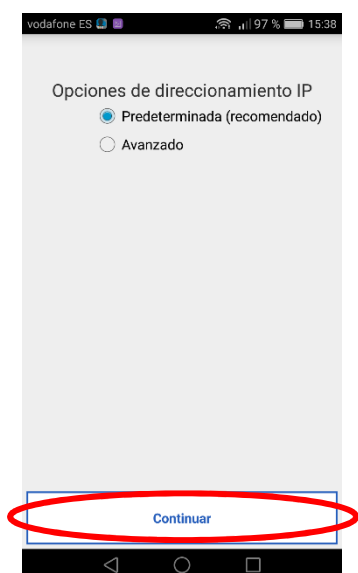 vodafone ES 97 % 15:38
Opciones de direccionamiento IP
Predeterminada (recomendado)
Avanzado
Continuar